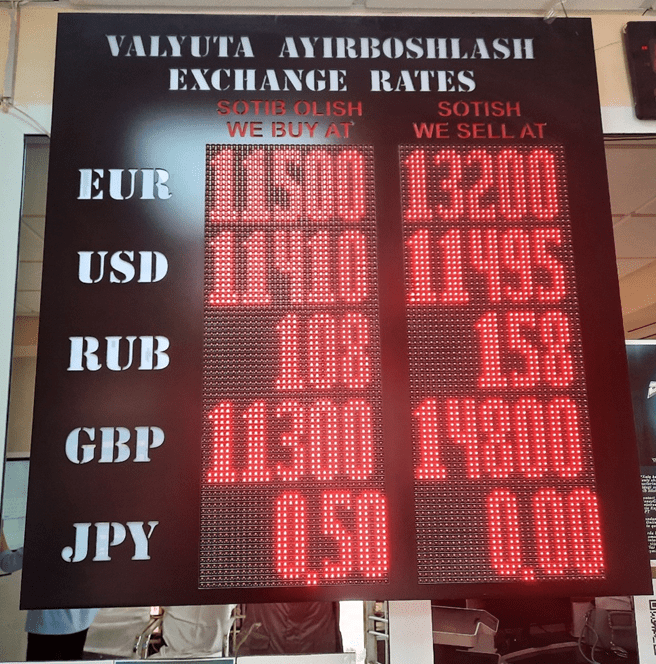 VALYUTA AYIRBOSHLASH
EXCHANGE RATES
SOTIB OLISH SOTISH
WE BUY AT WE SELL AT
EUR 11500 13200
USD 11410 11495
RUB 108 158
GBP 11300 14800
JPY 0,50 0,00